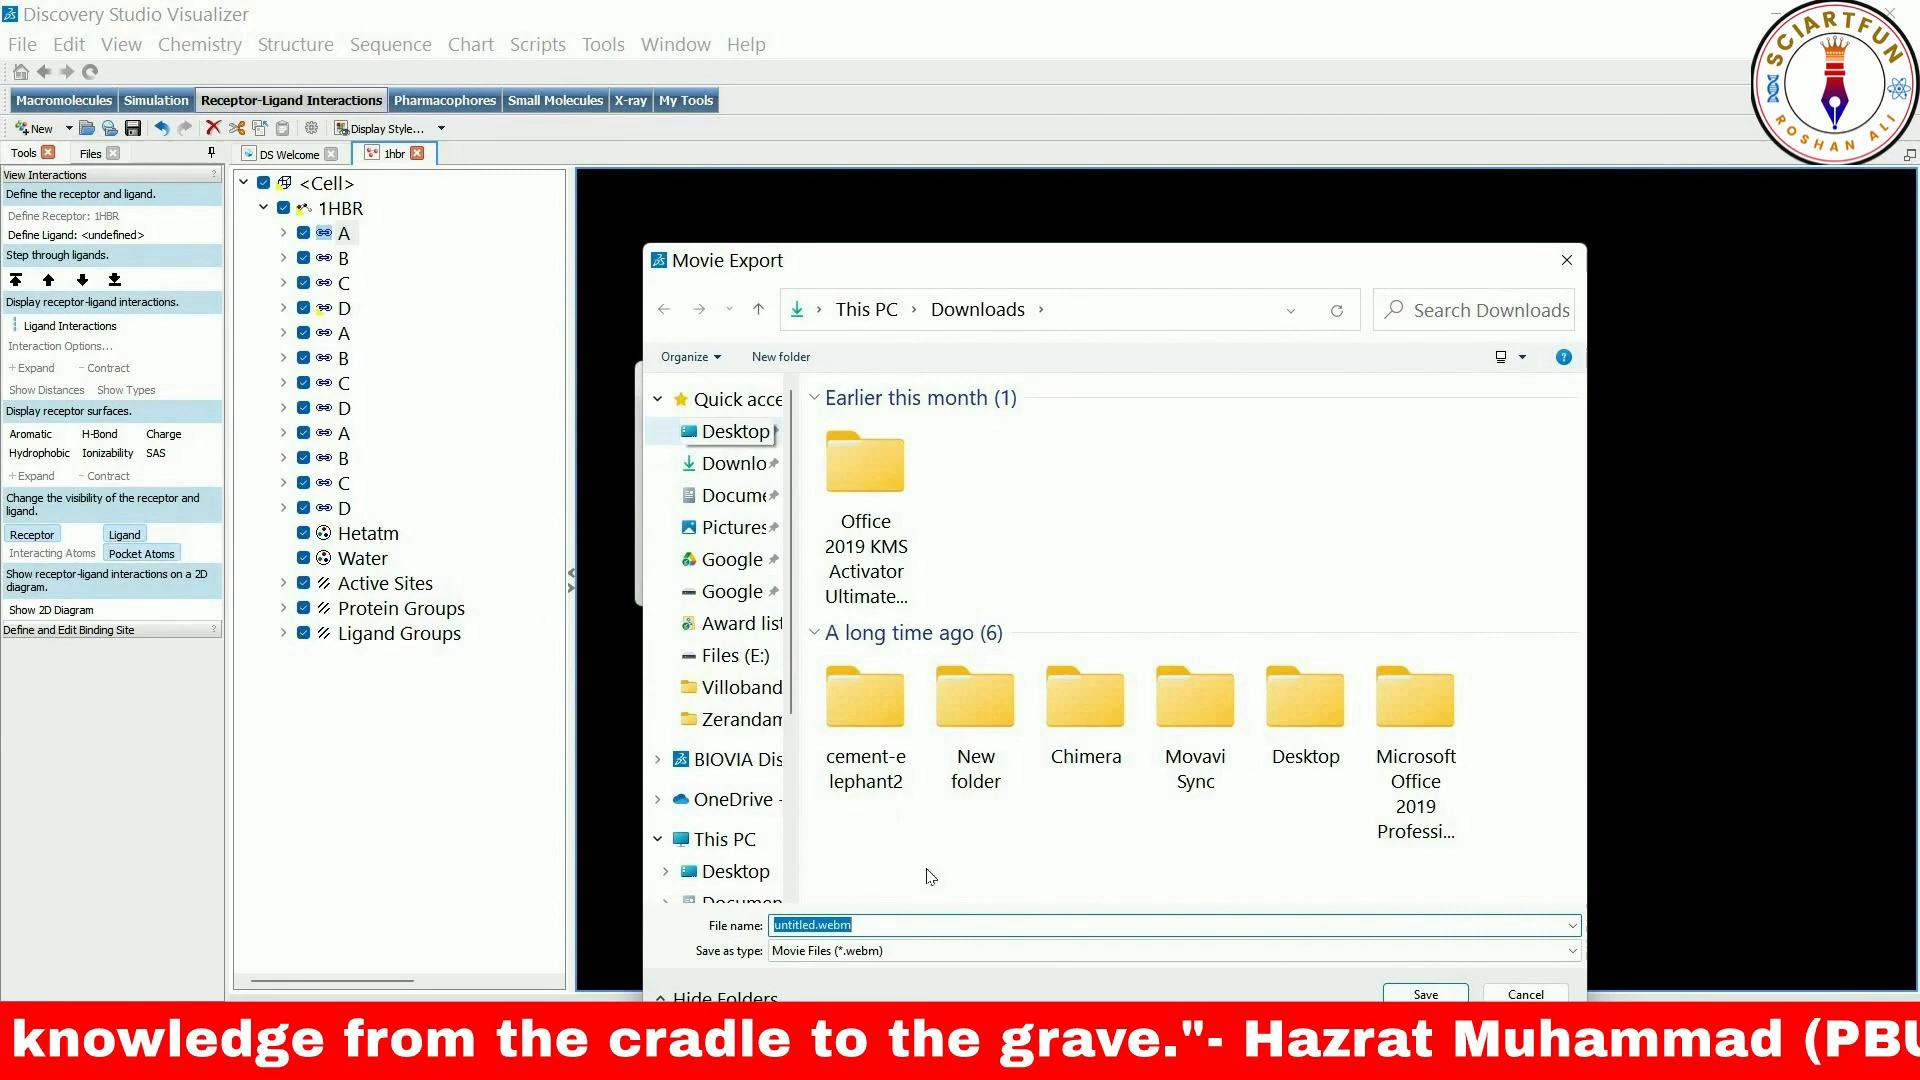 Discovery Studio Visualizer
File Edit View Chemistry Structure Sequence Chart Scripts Tools Window Help
Macromolecules Simulation Receptor-Ligand Interactions Pharmacophores Small Molecules X-ray My Tools
New Display Style...
Tools Files DS Welcome 1hbr
View Interactions ?
Define the receptor and ligand.
Define Receptor: 1HBR
Define Ligand: <undefined>
Step through ligands.
Display receptor-ligand interactions.
Ligand Interactions
Interaction Options...
+Expand - Contract
Show Distances Show Types
Display receptor surfaces.
Aromatic H-Bond Charge
Hydrophobic Ionizability SAS
+Expand - Contract
Change the visibility of the receptor and
ligand.
Receptor Ligand
Interacting Atoms Pocket Atoms
Show receptor-ligand interactions on a 2D
diagram.
Show 2D Diagram
Define and Edit Binding Site ?
<Cell>
1HBR
A
B
C
D
A
B
C
D
A
B
C
D
Hetatm
Water
Active Sites
Protein Groups
Ligand Groups
Movie Export
This PC > Downloads >
Search Downloads
Organize New folder ?
Quick acce
Desktop
Downlo
Docume
Pictures
Google
Google
Award list
Files (E:)
Villoband
Zerandam
BIOVIA Dis
OneDrive -
This PC
Desktop
Documen
Earlier this month (1)
Office
2019 KMS
Activator
Ultimate...
A long time ago (6)
cement-e
lephant2
New
folder
Chimera
Movavi
Sync
Desktop
Microsoft
Office
2019
Professi...
File name: untitled.webm
Save as type: Movie Files (*.webm)
Hide Folders
Save Cancel
SCIARTFUN
ROSHAN ALI
knowledge from the cradle to the grave."- Hazrat Muhammad (PBU